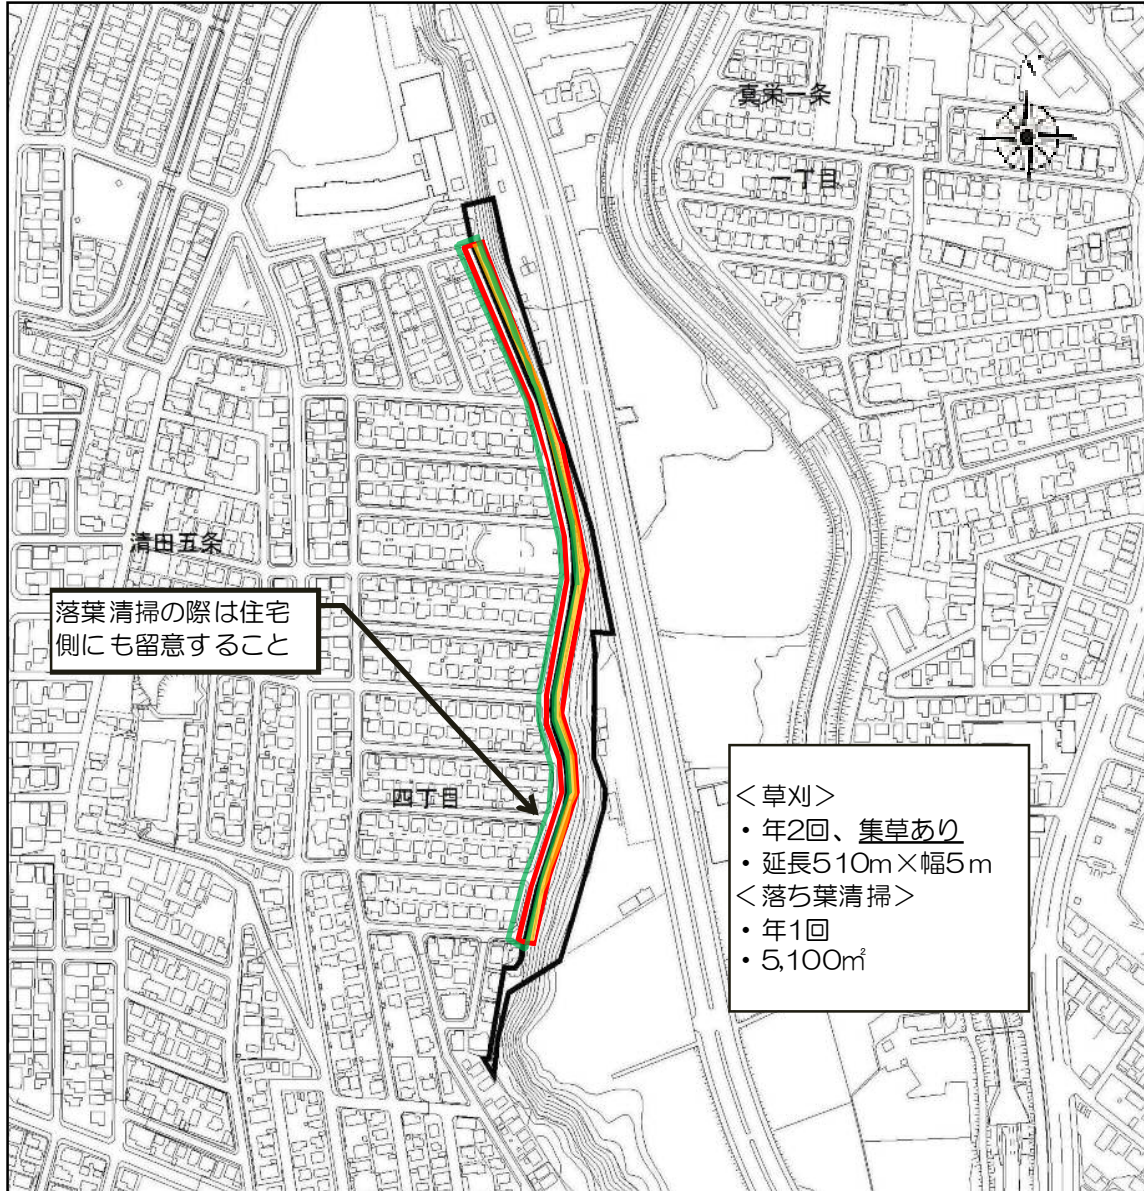 真栄一条
一丁目
清田五条
落葉清掃の際は住宅
側にも留意すること
四丁目
<草刈>
・年2回、集草あり
・延長510m×幅5m
<落ち葉清掃>
・年1回
・5,100㎡